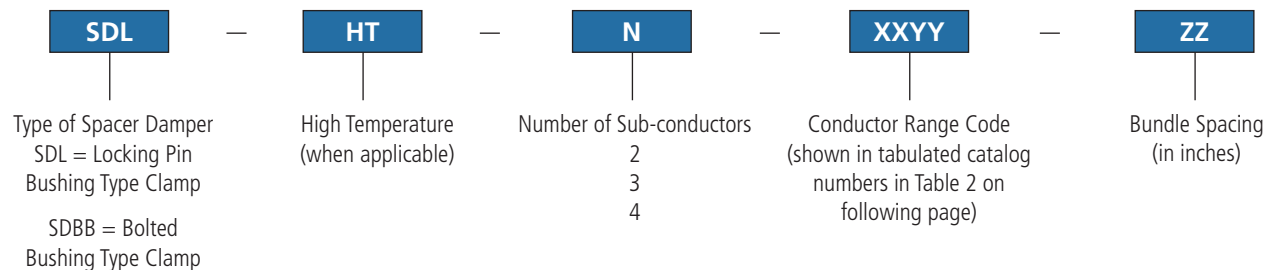 SDL — HT — N — XXYY — ZZ
Type of Spacer Damper
SDL = Locking Pin
Bushing Type Clamp
SDBB = Bolted
Bushing Type Clamp
High Temperature
(when applicable)
Number of Sub-conductors
2
3
4
Conductor Range Code
(shown in tabulated catalog
numbers in Table 2 on
following page)
Bundle Spacing
(in inches)